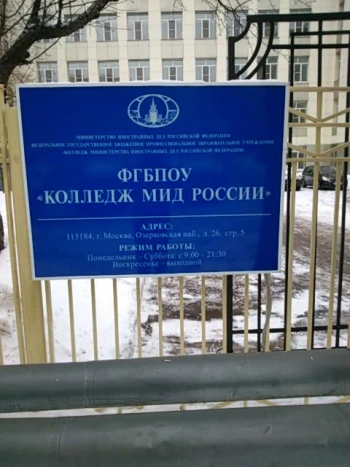 МИНИСТЕРСТВО ИНОСТРАННЫХ ДЕЛ РОССИЙСКОЙ ФЕДЕРАЦИИ
ФЕДЕРАЛЬНОЕ ГОСУДАРСТВЕННОЕ БЮДЖЕТНОЕ ПРОФЕССИОНАЛЬНОЕ ОБРАЗОВАТЕЛЬНОЕ УЧРЕЖДЕНИЕ
«КОЛЛЕДЖ МИНИСТЕРСТВА ИНОСТРАННЫХ ДЕЛ РОССИЙСКОЙ ФЕДЕРАЦИИ»
ФГБПОУ
«КОЛЛЕДЖ МИД РОССИИ»
АДРЕС:
115184, г. Москва, Озерковская наб., д. 26, стр. 5
РЕЖИМ РАБОТЫ:
Понедельник – Суббота: с 9:00 – 21:30
Воскресенье – выходной